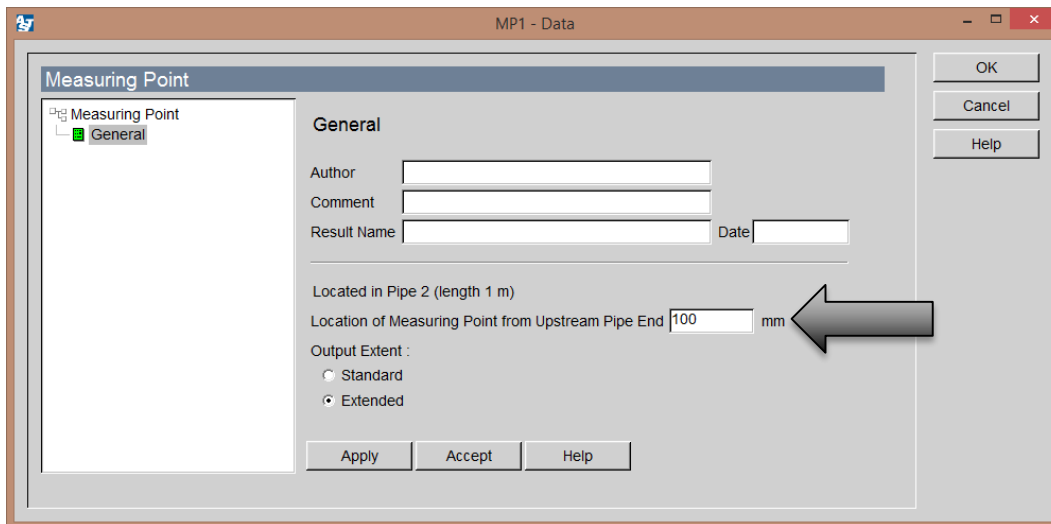 MP1 - Data
Measuring Point
OK
Cancel
Help
Measuring Point
General
General
Author
Comment
Result Name Date
Located in Pipe 2 (length 1 m)
Location of Measuring Point from Upstream Pipe End 100 mm
Output Extent :
Standard
Extended
Apply Accept Help